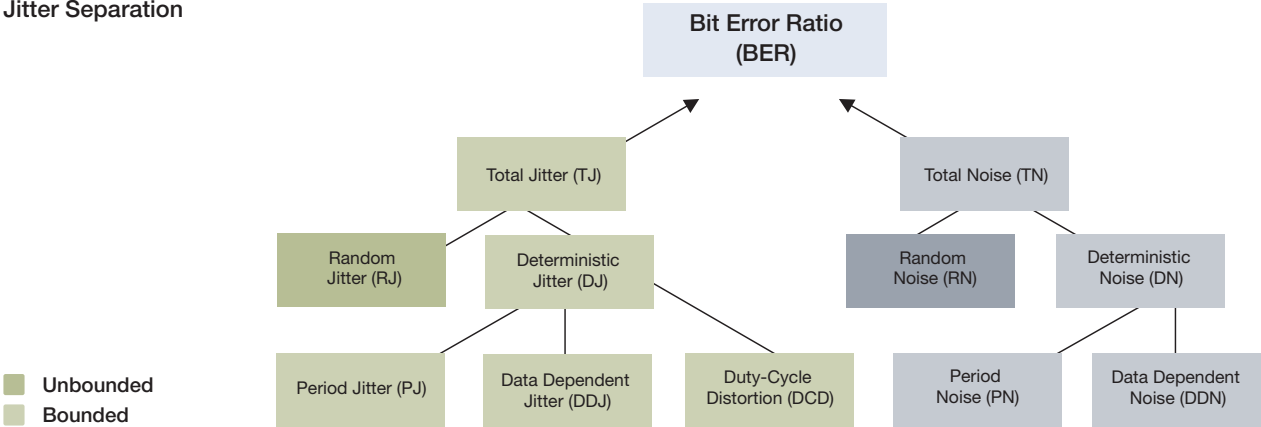 Jitter Separation
Bit Error Ratio
(BER)
Total Jitter (TJ)
Total Noise (TN)
Random
Jitter (RJ)
Deterministic
Jitter (DJ)
Random
Noise (RN)
Deterministic
Noise (DN)
Period Jitter (PJ)
Data Dependent
Jitter (DDJ)
Duty-Cycle
Distortion (DCD)
Period
Noise (PN)
Data Dependent
Noise (DDN)
Unbounded
Bounded